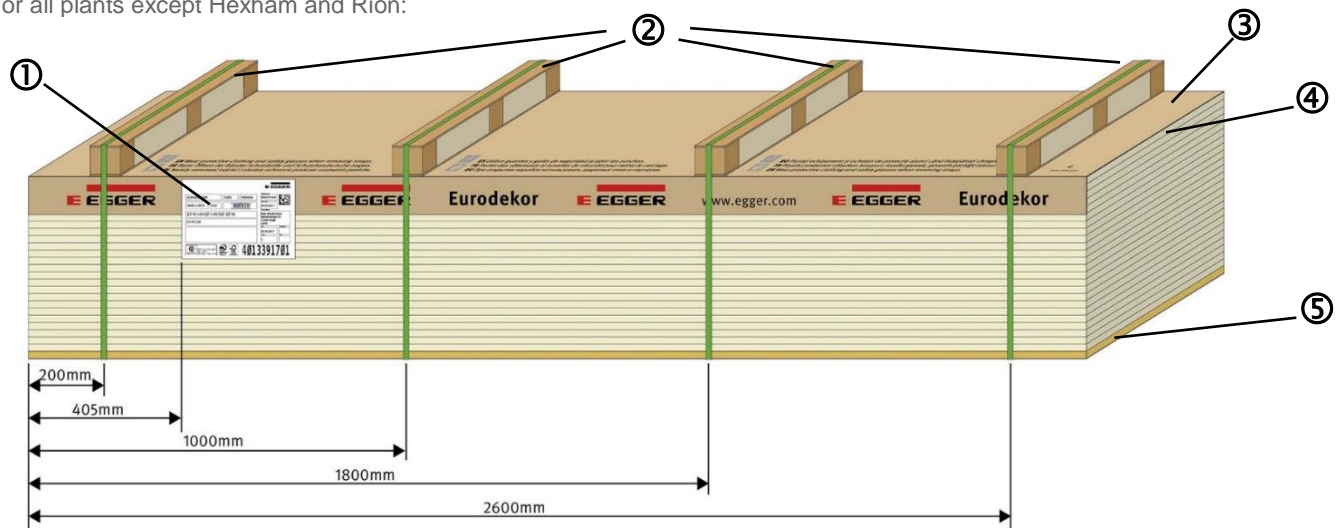 or all plants except Hexham and Rion:
①
②
③
④
⑤
E EGGER
E EGGER
Eurodekor
E EGGER
www.egger.com
E EGGER
Eurodekor
EGGER
4013391701
200mm
405mm
1000mm
1800mm
2600mm